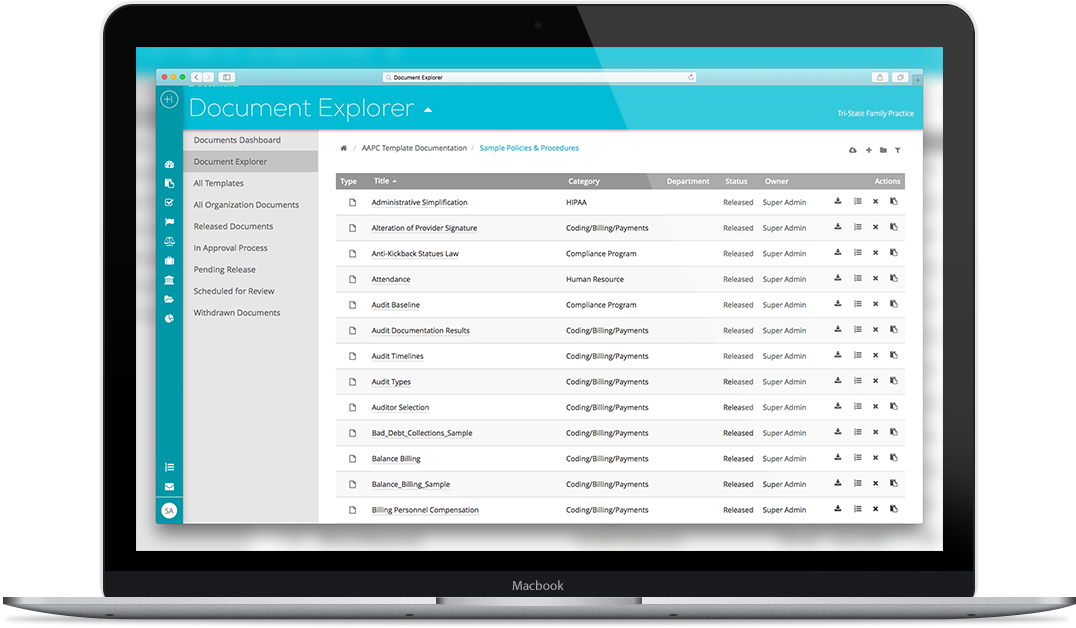 Document Explorer
Document Explorer
Tri-State Family Practice
Documents Dashboard
Document Explorer
All Templates
All Organization Documents
Released Documents
In Approval Process
Pending Release
Scheduled for Review
Withdrawn Documents
SA
/ AAPC Template Documentation / Sample Policies & Procedures
Type Title Category Department Status Owner Actions
Administrative Simplification HIPAA Released Super Admin
Alteration of Provider Signature Coding/Billing/Payments Released Super Admin
Anti-Kickback Statues Law Compliance Program Released Super Admin
Attendance Human Resource Released Super Admin
Audit Baseline Compliance Program Released Super Admin
Audit Documentation Results Coding/Billing/Payments Released Super Admin
Audit Timelines Coding/Billing/Payments Released Super Admin
Audit Types Coding/Billing/Payments Released Super Admin
Auditor Selection Coding/Billing/Payments Released Super Admin
Bad_Debt_Collections_Sample Coding/Billing/Payments Released Super Admin
Balance Billing Coding/Billing/Payments Released Super Admin
Balance_Billing_Sample Coding/Billing/Payments Released Super Admin
Billing Personnel Compensation Coding/Billing/Payments Released Super Admin
Macbook